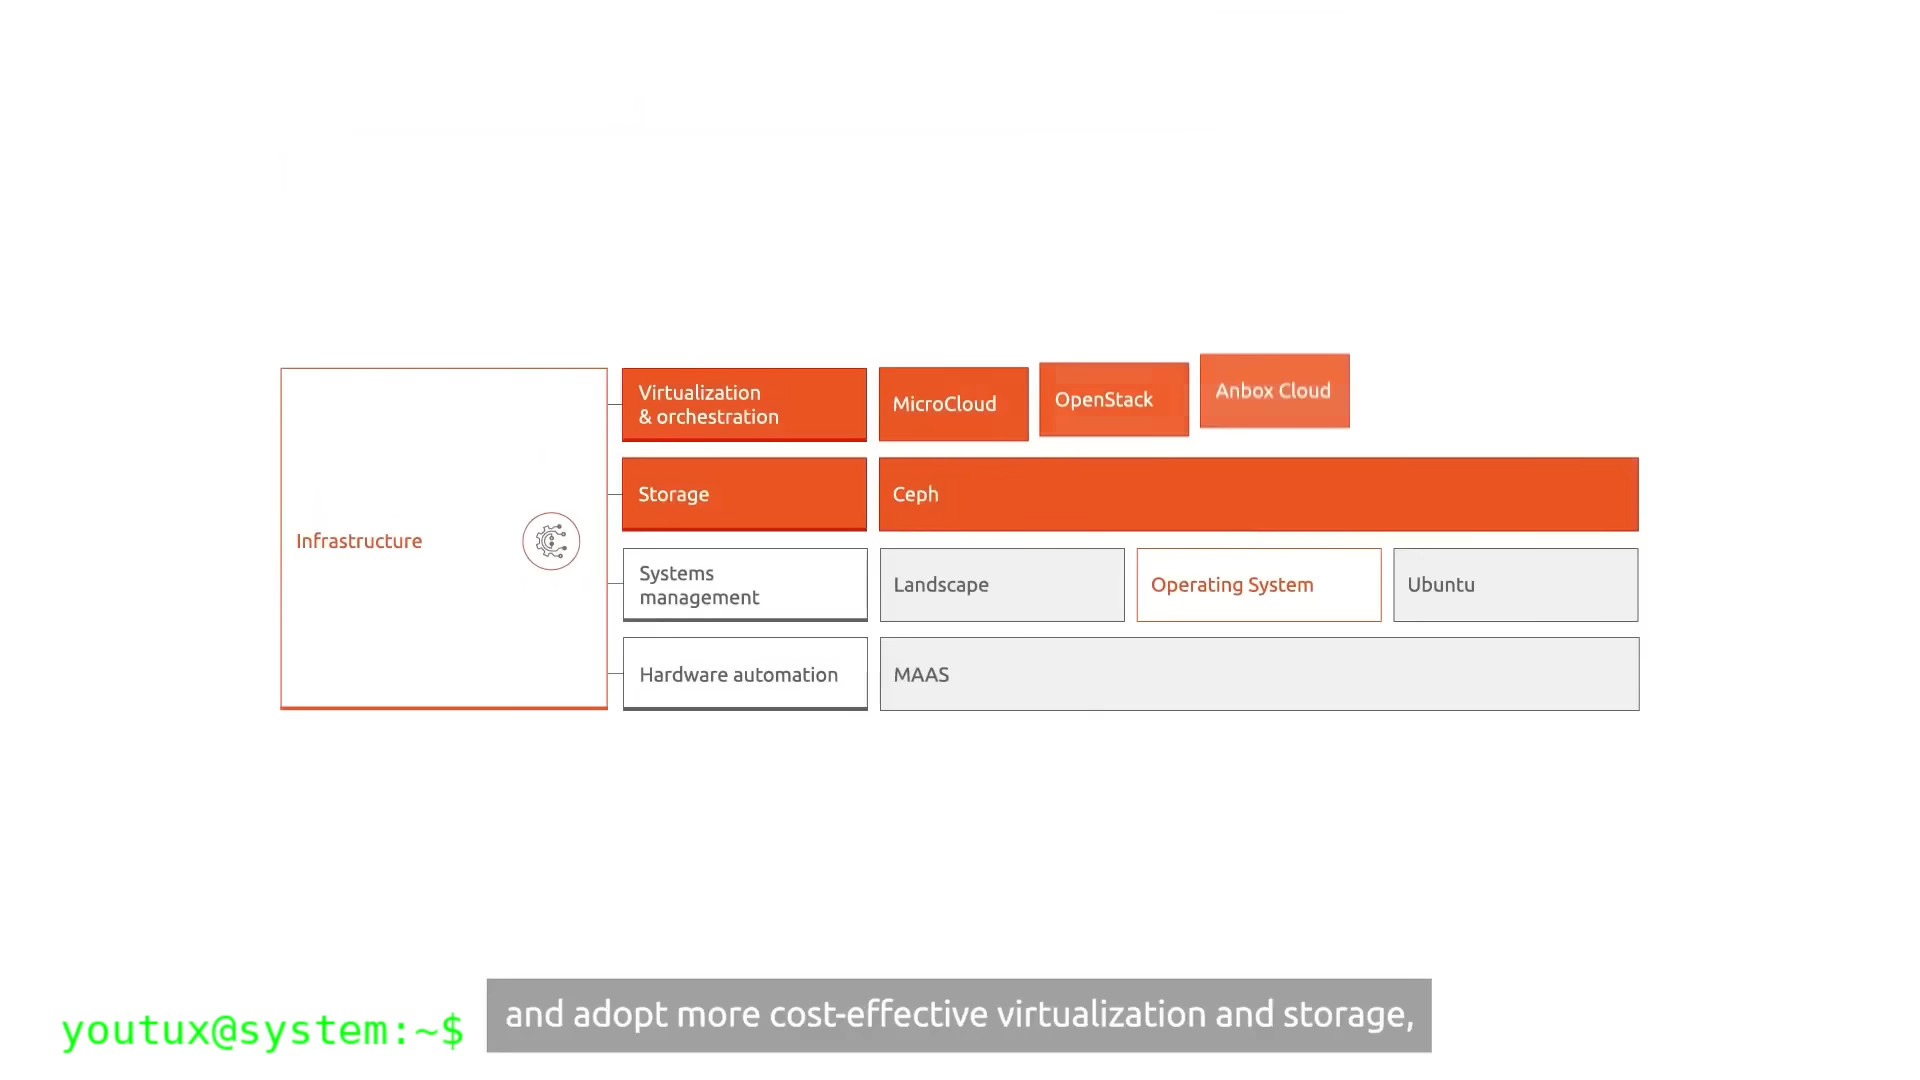 Infrastructure
Virtualization
& orchestration
MicroCloud
OpenStack
Anbox Cloud
Storage
Ceph
Systems
management
Landscape
Operating System
Ubuntu
Hardware automation
MAAS
and adopt more cost-effective virtualization and storage,
youtux@system:~$